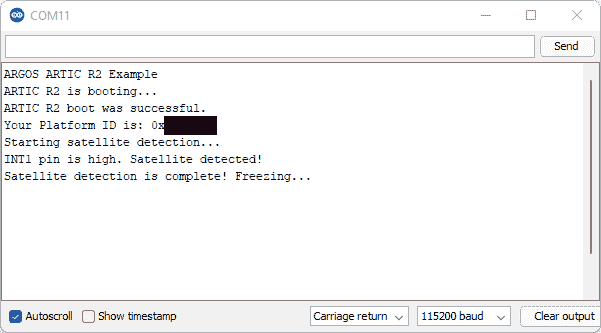 COM11
Send
ARGOS ARTIC R2 Example
ARTIC R2 is booting...
ARTIC R2 boot was successful.
Your Platform ID is: 0x
Starting satellite detection...
INT1 pin is high. Satellite detected!
Satellite detection is complete! Freezing...
Autoscroll
Show timestamp
Carriage return
115200 baud
Clear output